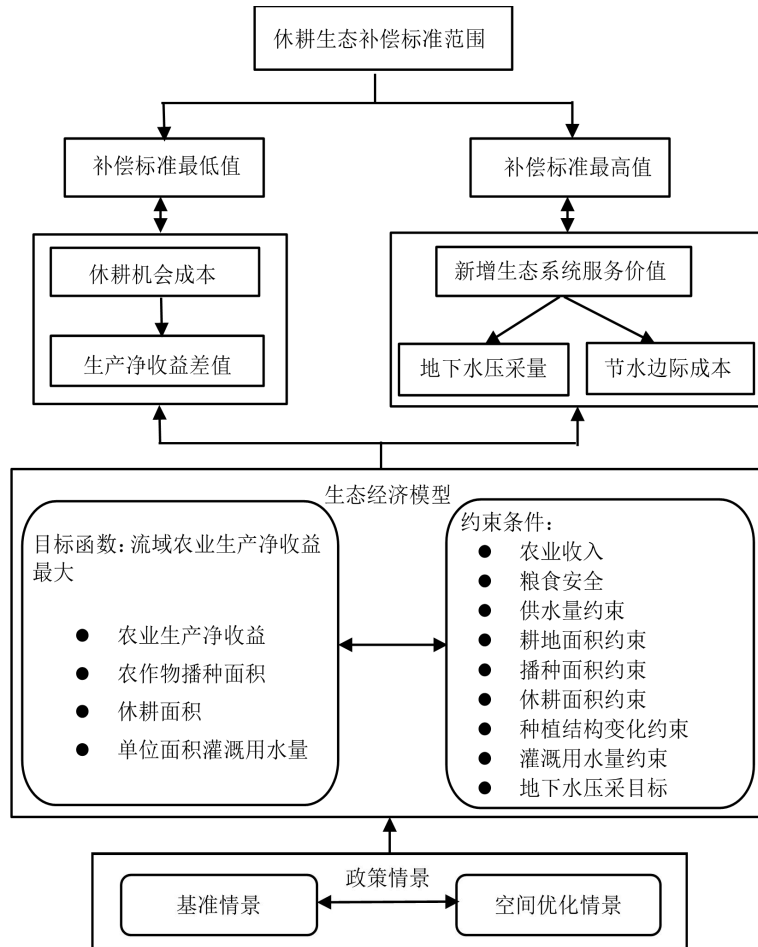 休耕生态补偿标准范围
补偿标准最低值
补偿标准最高值
休耕机会成本
新增生态系统服务价值
生产净收益差值
地下水压采量
节水边际成本
生态经济模型
目标函数：流域农业生产净收益
最大
● 农业生产净收益
● 农作物播种面积
● 休耕面积
● 单位面积灌溉用水量
约束条件：
● 农业收入
● 粮食安全
● 供水量约束
● 耕地面积约束
● 播种面积约束
● 休耕面积约束
● 种植结构变化约束
● 灌溉用水量约束
● 地下水压采目标
政策情景
基准情景
空间优化情景